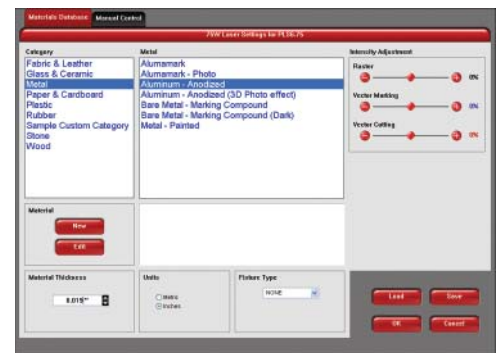 Materials Database Manual Control
75W Laser Settings for PLS6.75
Category
Fabric & Leather
Glass & Ceramic
Metal
Paper & Cardboard
Plastic
Rubber
Sample Custom Category
Stone
Wood
Metal
Alumamark
Alumamark - Photo
Aluminum - Anodized
Aluminum - Anodized (3D Photo effect)
Bare Metal - Marking Compound
Bare Metal - Marking Compound (Dark)
Metal - Painted
Intensity Adjustment
Raster
0%
Vector Marking
0%
Vector Cutting
0%
Material
New
Edit
Material Thickness
0.015"
Units
Metric
Inches
Fixture Type
NONE
Load
Save
OK
Cancel